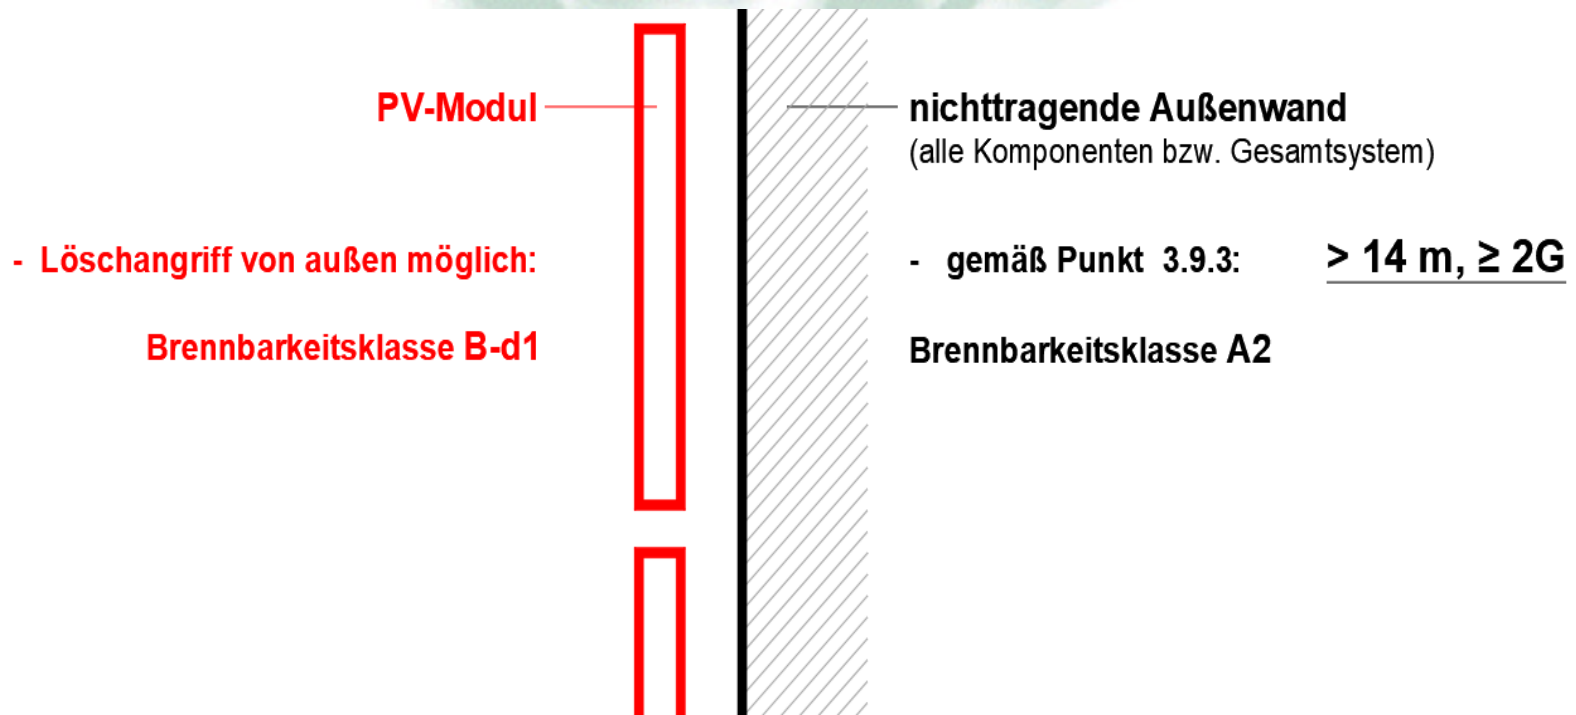 PV-Modul
nichttragende Außenwand
(alle Komponenten bzw. Gesamtsystem)
- Löschangriff von außen möglich:
- gemäß Punkt 3.9.3: > 14 m, ≥ 2G
Brennbarkeitsklasse B-d1
Brennbarkeitsklasse A2